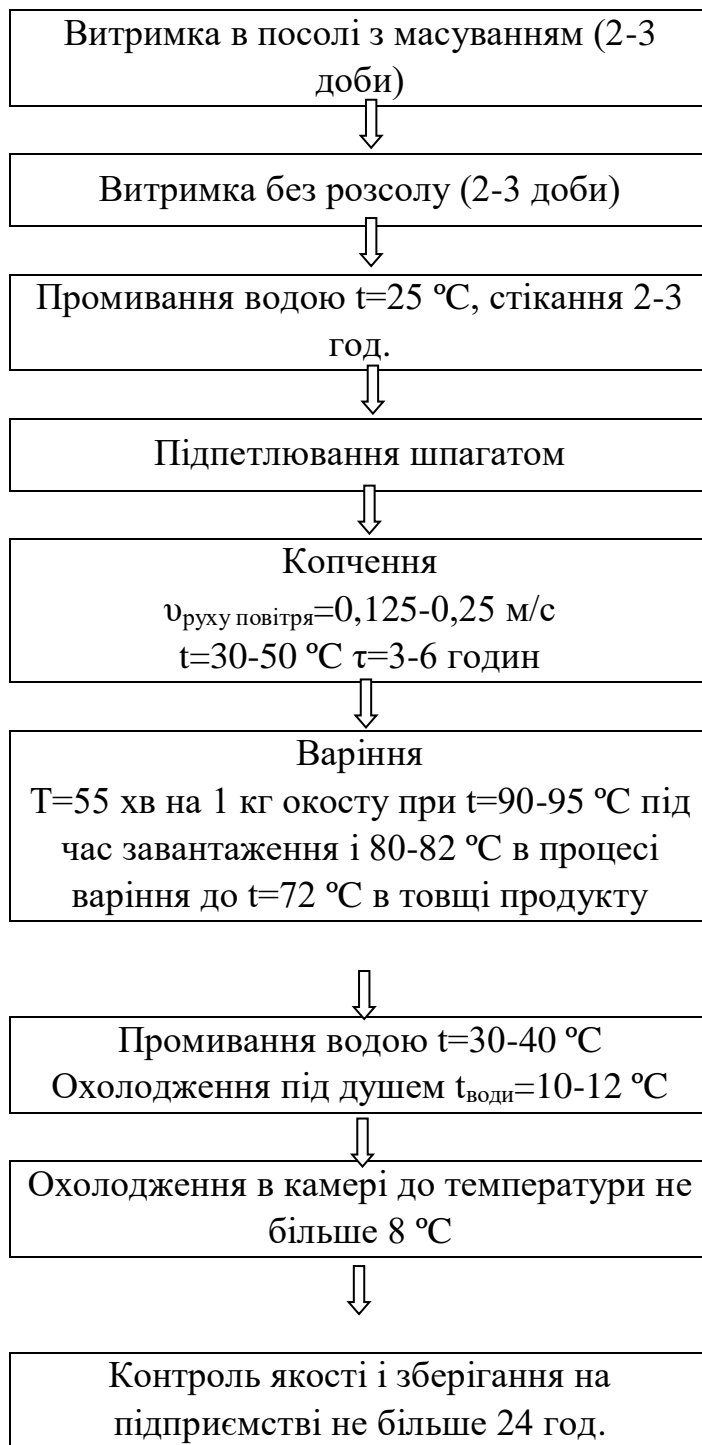 Витримка в посолі з масуванням (2-3
доби)
Витримка без розсолу (2-3 доби)
Промивання водою t=25 ºС, стікання 2-3
год.
Підпетлювання шпагатом
Копчення
υруху повітря=0,125-0,25 м/с
t=30-50 ºС τ=3-6 годин
Варіння
Т=55 хв на 1 кг окосту при t=90-95 ºС під
час завантаження і 80-82 ºС в процесі
варіння до t=72 ºС в товщі продукту
Промивання водою t=30-40 ºС
Охолодження під душем tводи=10-12 ºС
Охолодження в камері до температури не
більше 8 ºС
Контроль якості і зберігання на
підприємстві не більше 24 год.